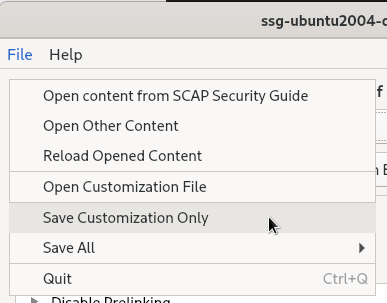 ssg-ubuntu2004-
File Help
Open content from SCAP Security Guide
Open Other Content
Reload Opened Content
Open Customization File
Save Customization Only
Save All
Quit Ctrl+Q
Disable Prelinking